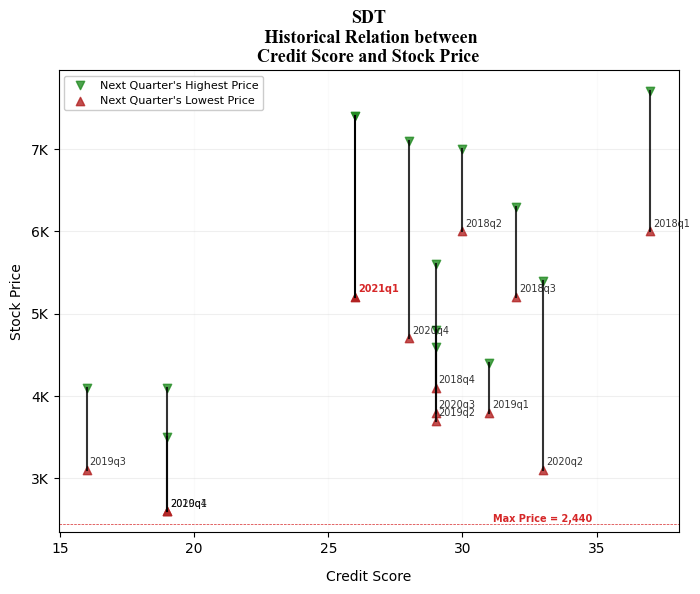 SDT
Historical Relation between
Credit Score and Stock Price
Next Quarter's Highest Price
Next Quarter's Lowest Price
7K
6K
5K
4K
3K
Stock Price
2018q1
2018q2
2021q1
2018q3
2020q4
2018q4
2020q3
2019q2
2019q1
2019q3
2020q2
Max Price = 2,440
15
20
25
30
35
Credit Score